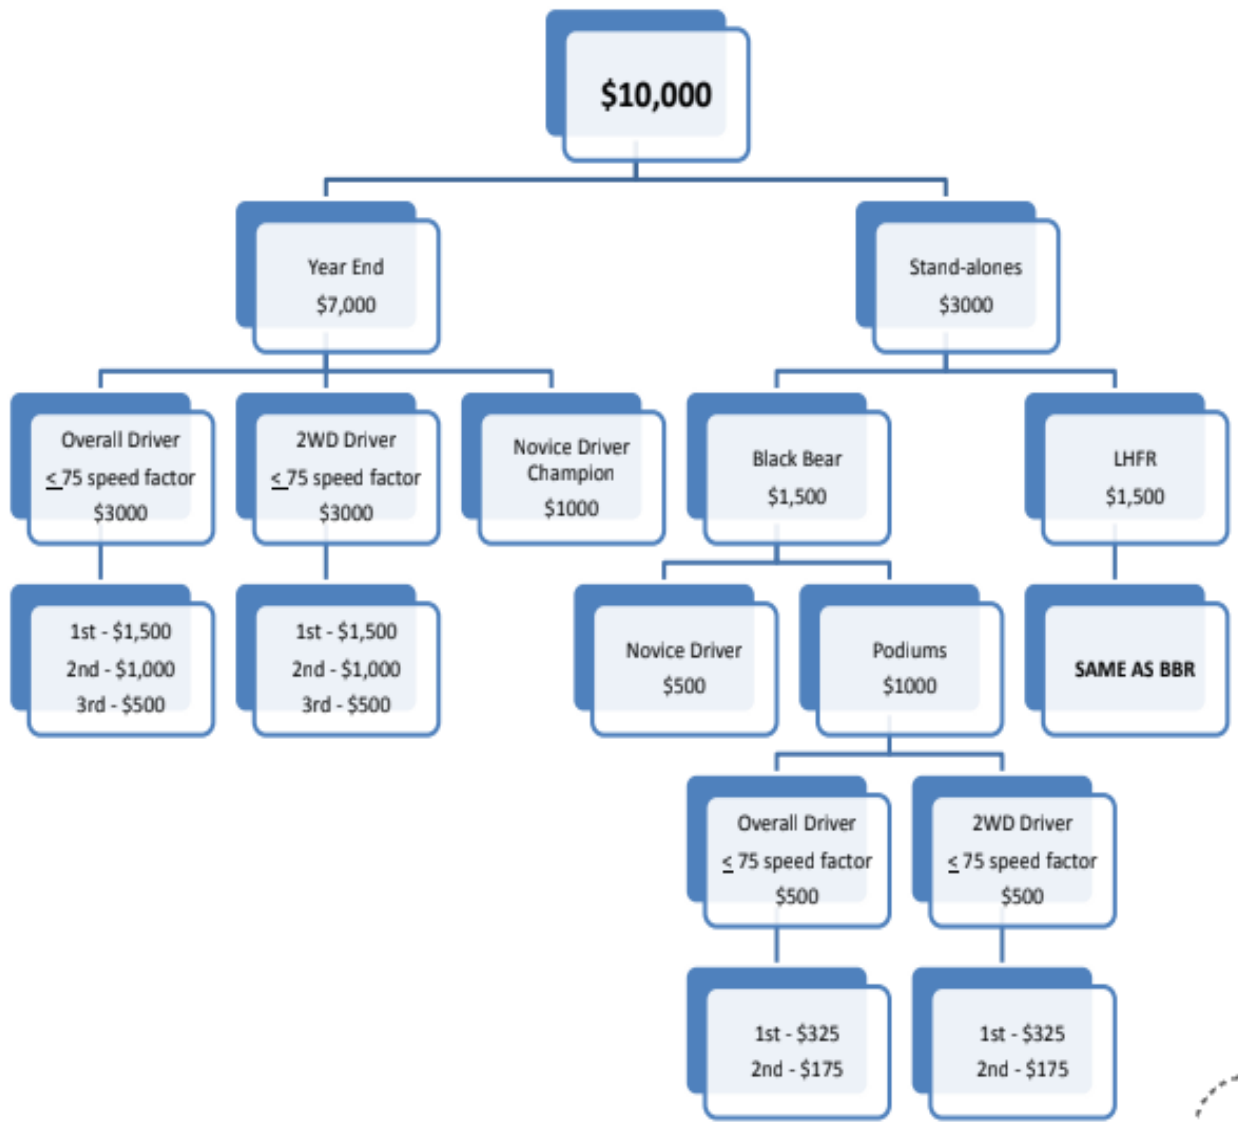 $10,000
Year End
$7,000
Stand-alones
$3000
Overall Driver
< 75 speed factor
$3000
2WD Driver
< 75 speed factor
$3000
Novice Driver
Champion
$1000
Black Bear
$1,500
LHFR
$1,500
1st - $1,500
2nd - $1,000
3rd - $500
1st - $1,500
2nd - $1,000
3rd - $500
Novice Driver
$500
Podiums
$1000
SAME AS BBR
Overall Driver
< 75 speed factor
$500
2WD Driver
< 75 speed factor
$500
1st - $325
2nd - $175
1st - $325
2nd - $175